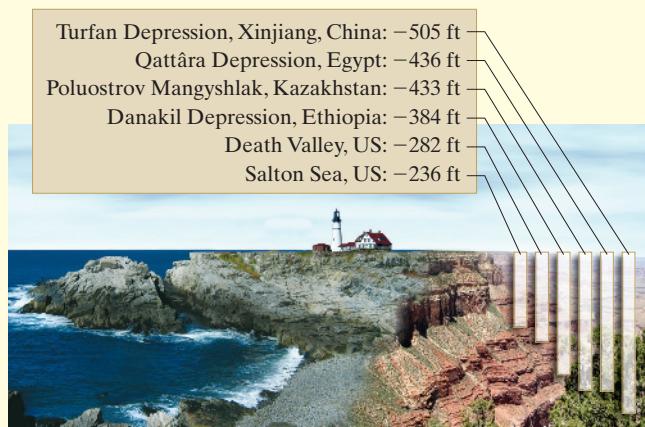 Turfan Depression, Xinjiang, China: −505 ft
Qattâra Depression, Egypt: −436 ft
Poluostrov Mangyshlak, Kazakhstan: −433 ft
Danakil Depression, Ethiopia: −384 ft
Death Valley, US: −282 ft
Salton Sea, US: −236 ft